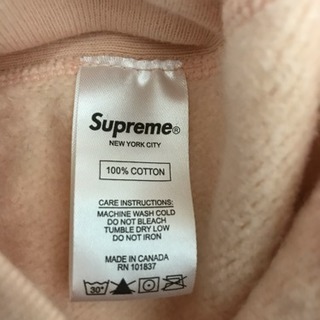 Supreme®
NEW YORK CITY
100% COTTON
CARE INSTRUCTIONS:
MACHINE WASH COLD
DO NOT BLEACH
TUMBLE DRY LOW
DO NOT IRON
MADE IN CANADA
RN 101837
30°